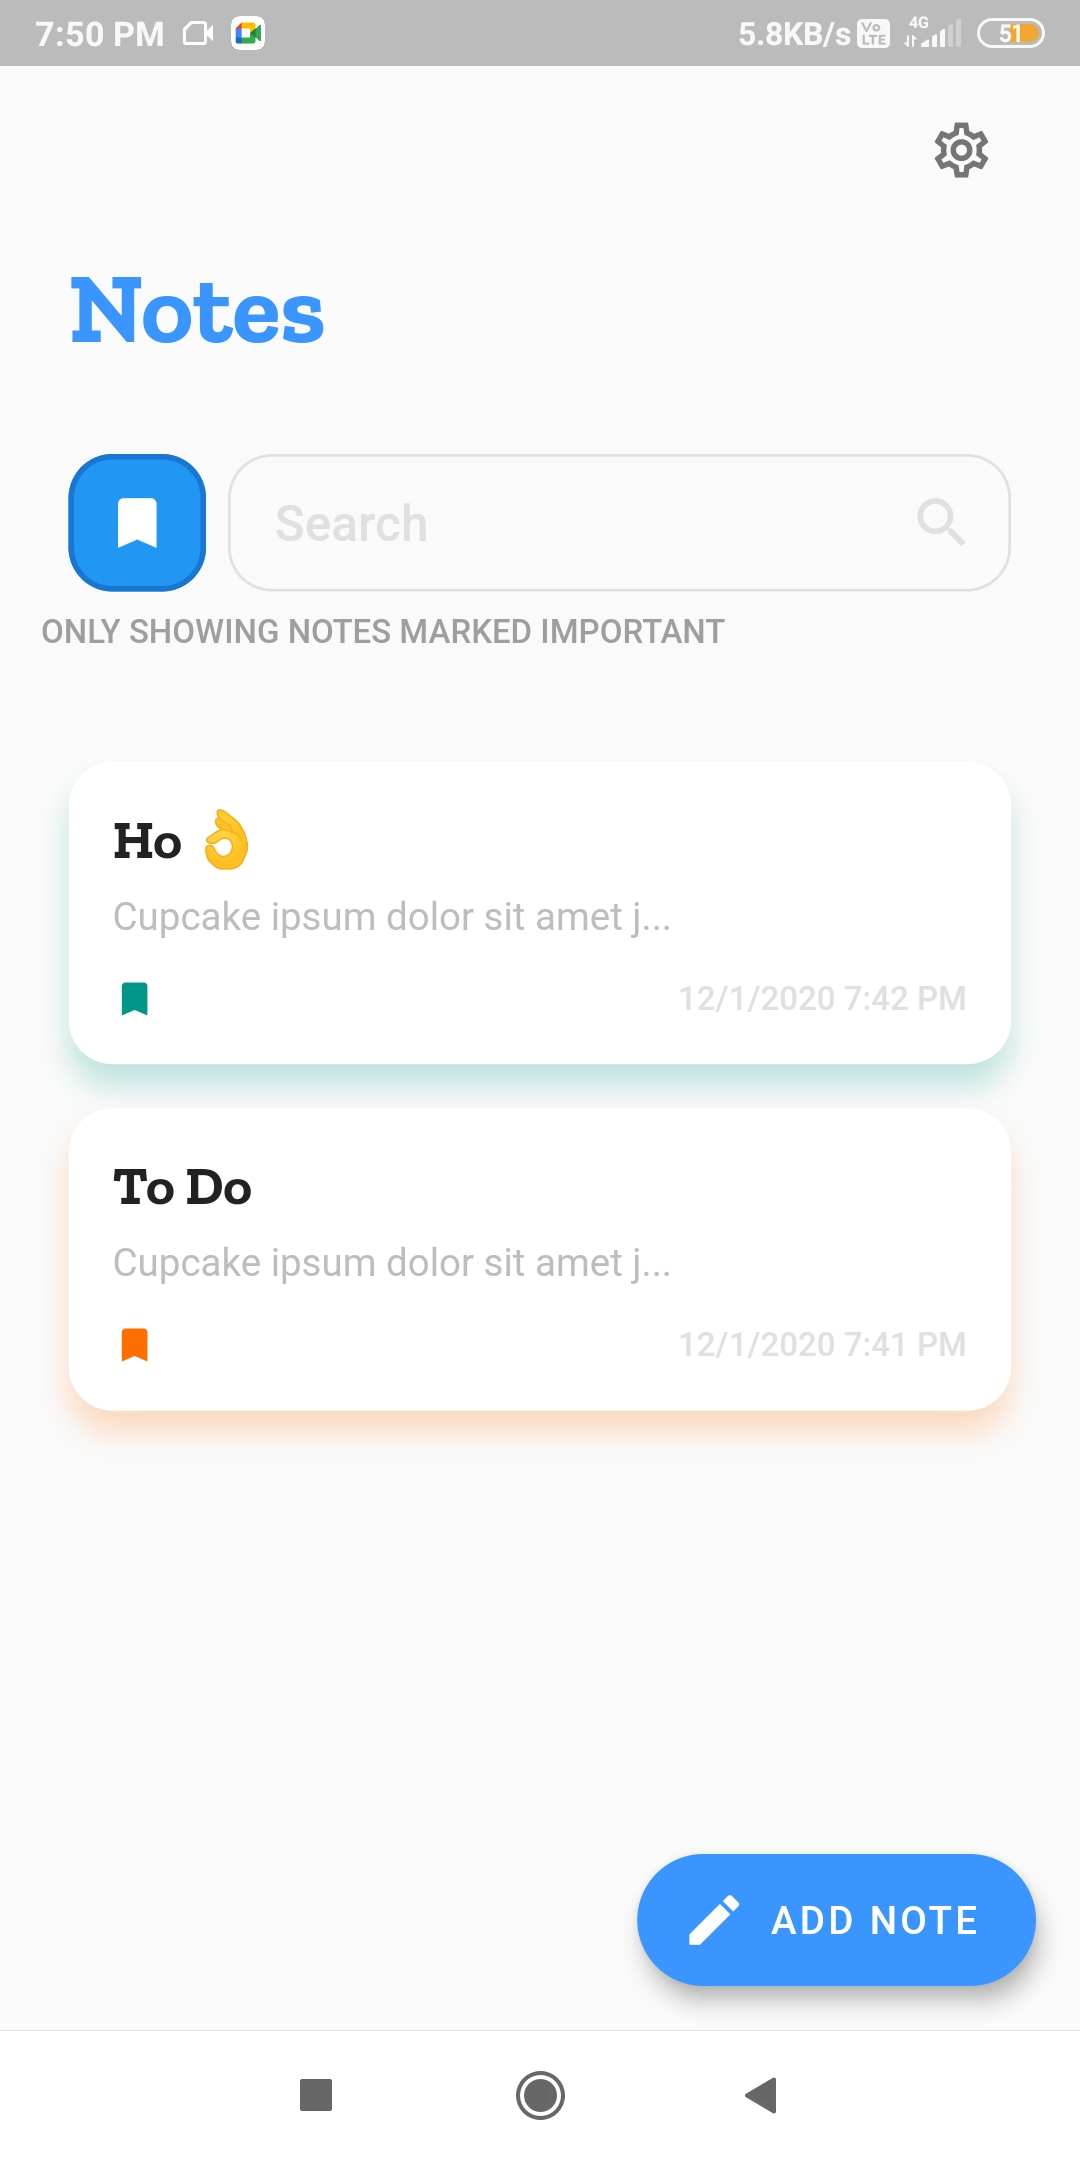 7:50 PM 5.8KB/s Vo LTE 4G 51
Notes
Search
ONLY SHOWING NOTES MARKED IMPORTANT
Ho 👌
Cupcake ipsum dolor sit amet j...
12/1/2020 7:42 PM
To Do
Cupcake ipsum dolor sit amet j...
12/1/2020 7:41 PM
ADD NOTE